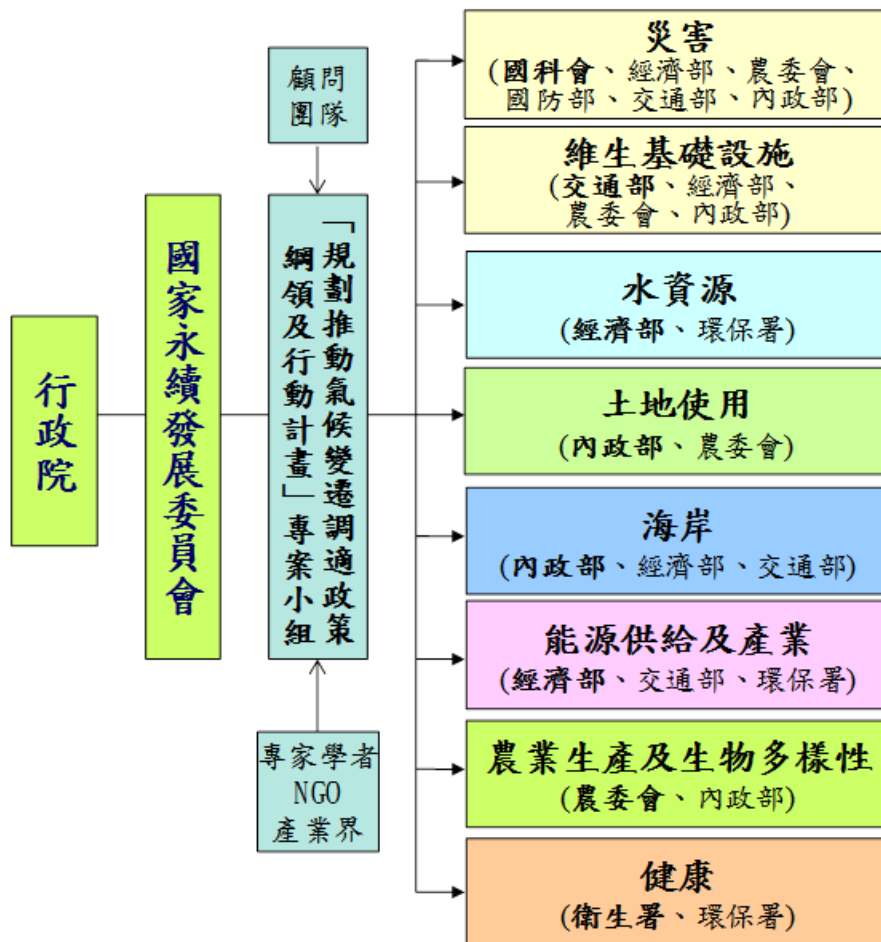 行政院
國家永續發展委員會
顧問
團隊
「規劃推動氣候變遷調適政策
綱領及行動計畫」專案小組
專家學者
NGO
產業界
災害
(國科會、經濟部、農委會、
國防部、交通部、內政部)
維生基礎設施
(交通部、經濟部、
農委會、內政部)
水資源
(經濟部、環保署)
土地使用
(內政部、農委會)
海岸
(內政部、經濟部、交通部)
能源供給及產業
(經濟部、交通部、環保署)
農業生產及生物多樣性
(農委會、內政部)
健康
(衛生署、環保署)